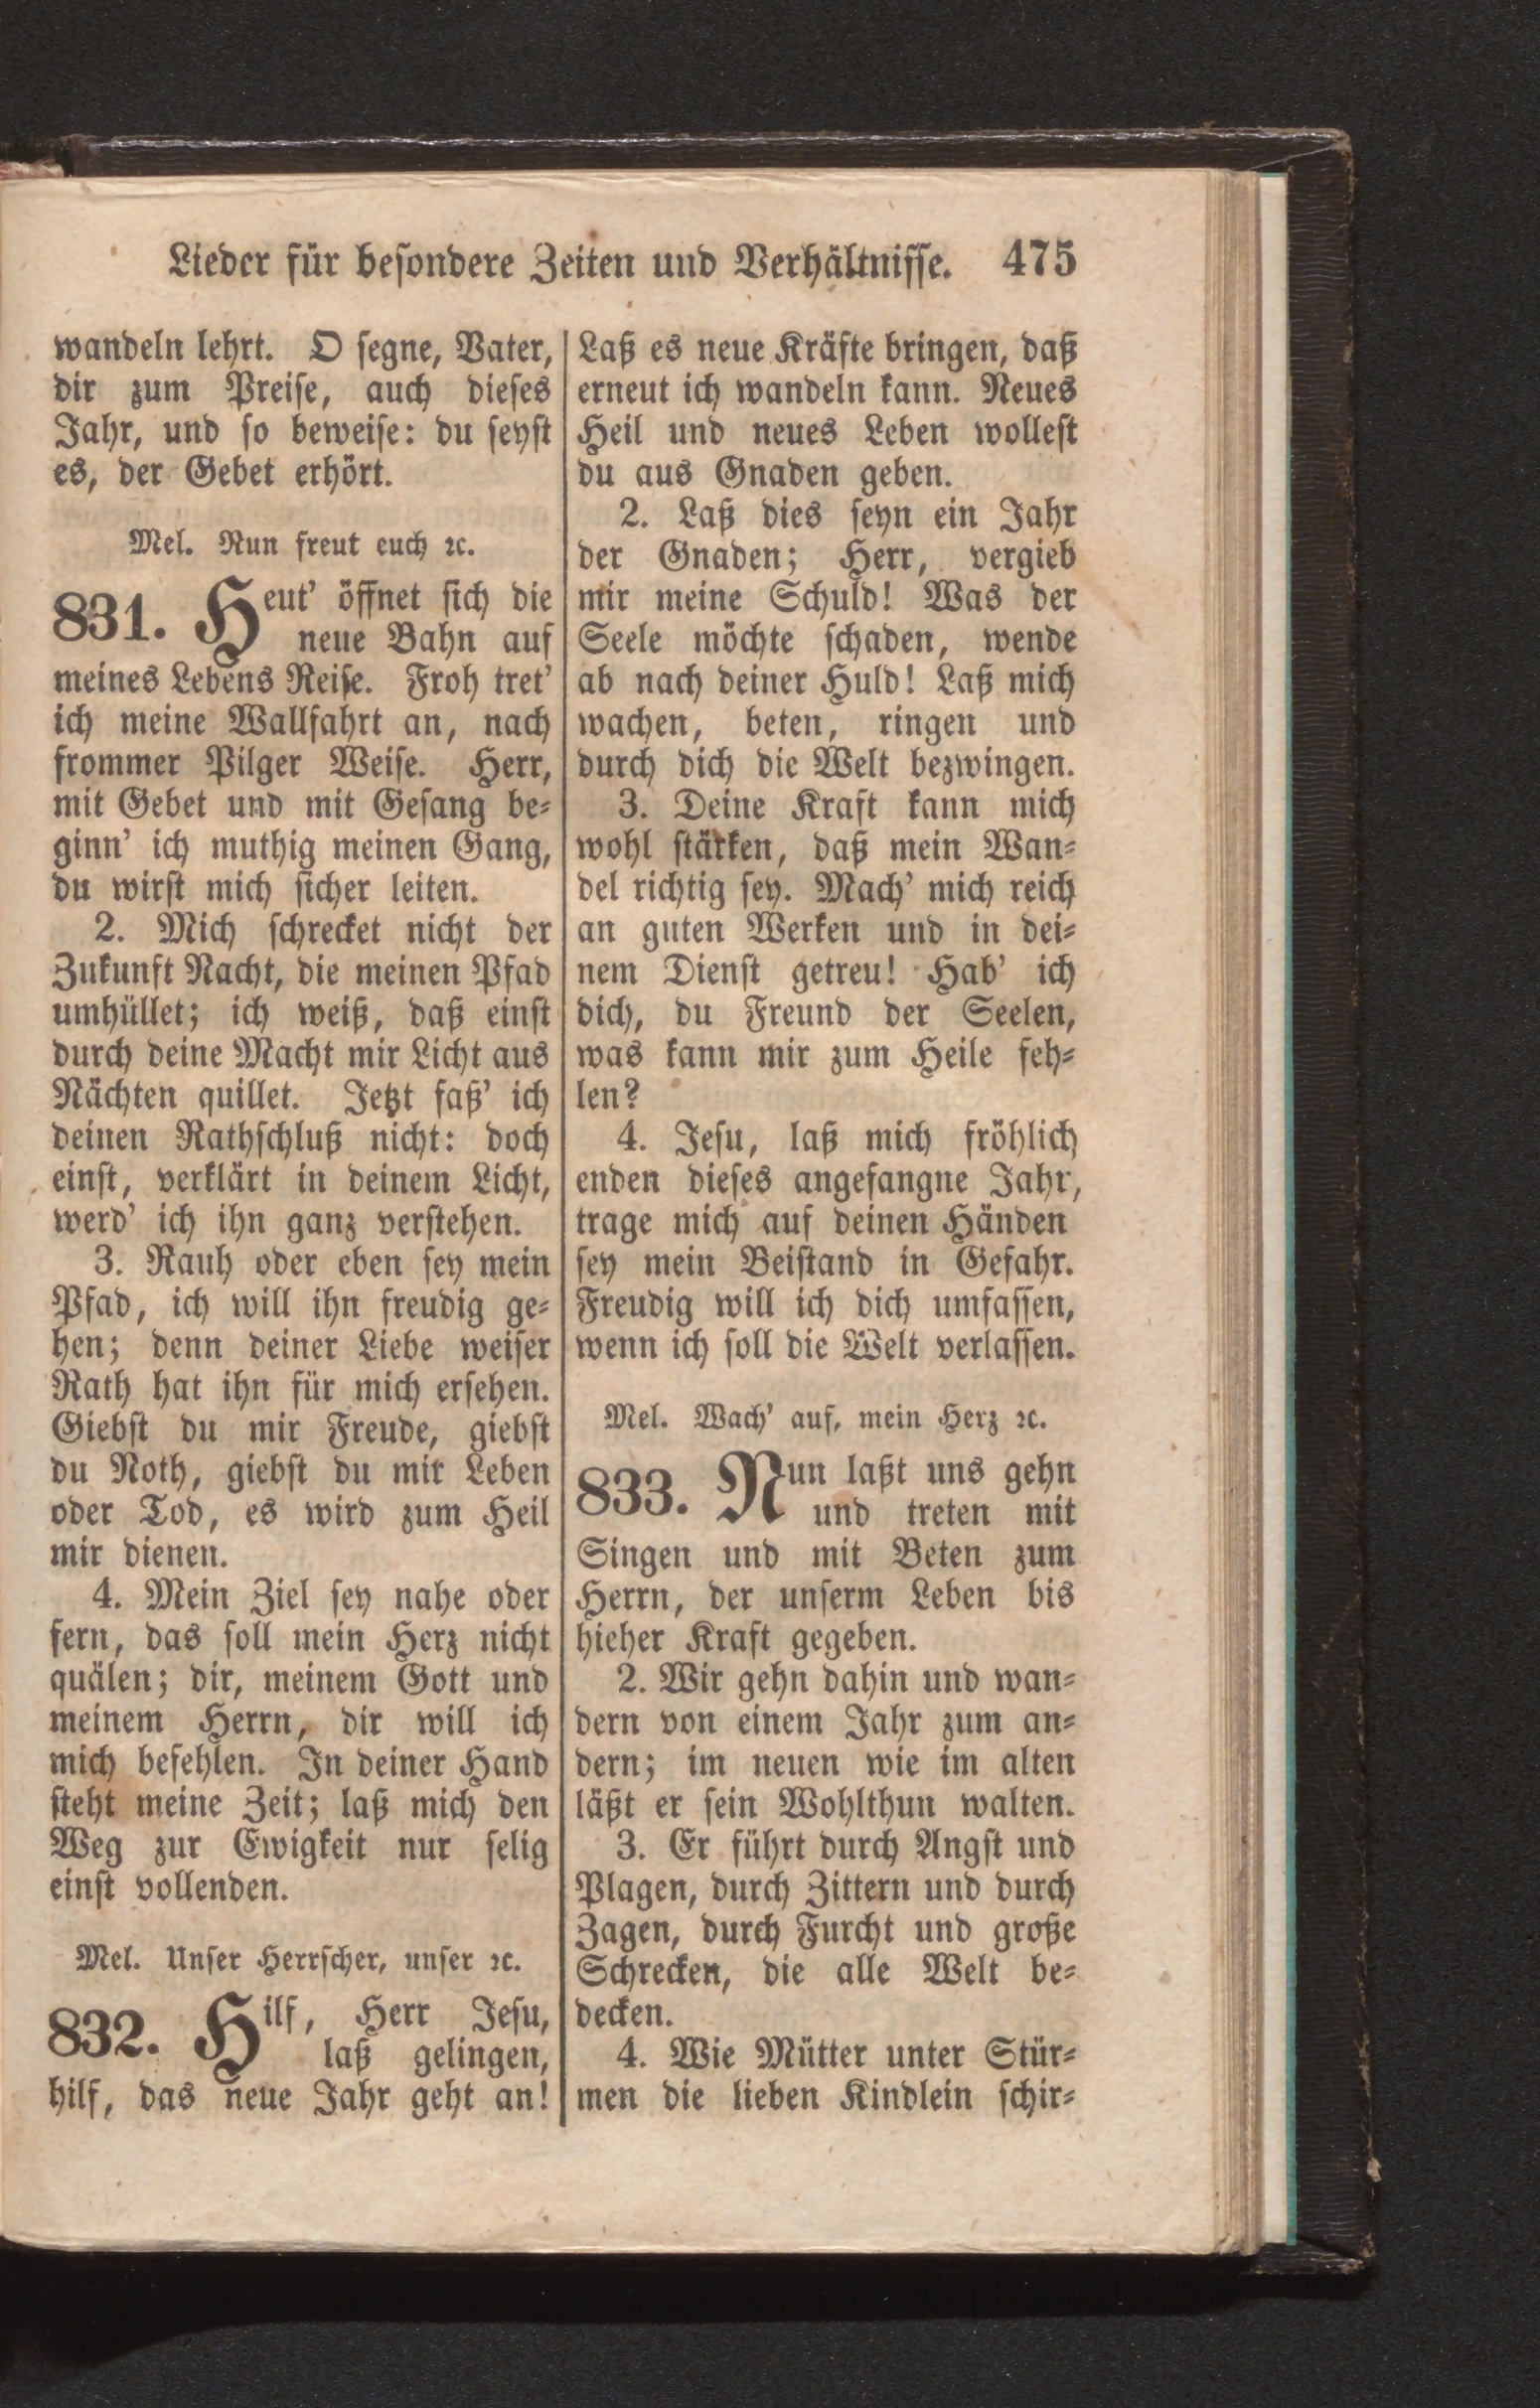 Lieder für besondere Zeiten und Verhältnisse. 475
wandeln lehrt. O segne, Vater,
dir zum Preise, auch dieses
Jahr, und so beweise: du seyst
es, der Gebet erhört.
Mel. Nun freut euch ꝛc.
831. Heut' öffnet sich die
neue Bahn auf
meines Lebens Reise. Froh tret'
ich meine Wallfahrt an, nach
frommer Pilger Weise. Herr,
mit Gebet und mit Gesang be-
ginn' ich muthig meinen Gang,
du wirst mich sicher leiten.
2. Mich schrecket nicht der
Zukunft Nacht, die meinen Pfad
umhüllet; ich weiß, daß einst
durch deine Macht mir Licht aus
Nächten quillet. Jetzt faß' ich
deinen Rathschluß nicht: doch
einst, verklärt in deinem Licht,
werd' ich ihn ganz verstehen.
3. Rauh oder eben sey mein
Pfad, ich will ihn freudig ge-
hen; denn deiner Liebe weiser
Rath hat ihn für mich ersehen.
Giebst du mir Freude, giebst
du Noth, giebst du mir Leben
oder Tod, es wird zum Heil
mir dienen.
4. Mein Ziel sey nahe oder
fern, das soll mein Herz nicht
quälen; dir, meinem Gott und
meinem Herrn, dir will ich
mich befehlen. In deiner Hand
steht meine Zeit; laß mich den
Weg zur Ewigkeit nur selig
einst vollenden.
Mel. Unser Herrscher, unser ꝛc.
832. Hilf, Herr Jesu,
laß gelingen,
hilf, das neue Jahr geht an!
Laß es neue Kräfte bringen, daß
erneut ich wandeln kann. Neues
Heil und neues Leben wollest
du aus Gnaden geben.
2. Laß dies seyn ein Jahr
der Gnaden; Herr, vergieb
mir meine Schuld! Was der
Seele möchte schaden, wende
ab nach deiner Huld! Laß mich
wachen, beten, ringen und
durch dich die Welt bezwingen.
3. Deine Kraft kann mich
wohl stärken, daß mein Wan-
del richtig sey. Mach' mich reich
an guten Werken und in dei-
nem Dienst getreu! Hab' ich
dich, du Freund der Seelen,
was kann mir zum Heile feh-
len?
4. Jesu, laß mich fröhlich
enden dieses angefangne Jahr,
trage mich auf deinen Händen
sey mein Beistand in Gefahr.
Freudig will ich dich umfassen,
wenn ich soll die Welt verlassen.
Mel. Wach' auf, mein Herz ꝛc.
833. Nun laßt uns gehn
und treten mit
Singen und mit Beten zum
Herrn, der unserm Leben bis
hieher Kraft gegeben.
2. Wir gehn dahin und wan-
dern von einem Jahr zum an-
dern; im neuen wie im alten
läßt er sein Wohlthun walten.
3. Er führt durch Angst und
Plagen, durch Zittern und durch
Zagen, durch Furcht und große
Schrecken, die alle Welt be-
decken.
4. Wie Mütter unter Stür-
men die lieben Kindlein schir-